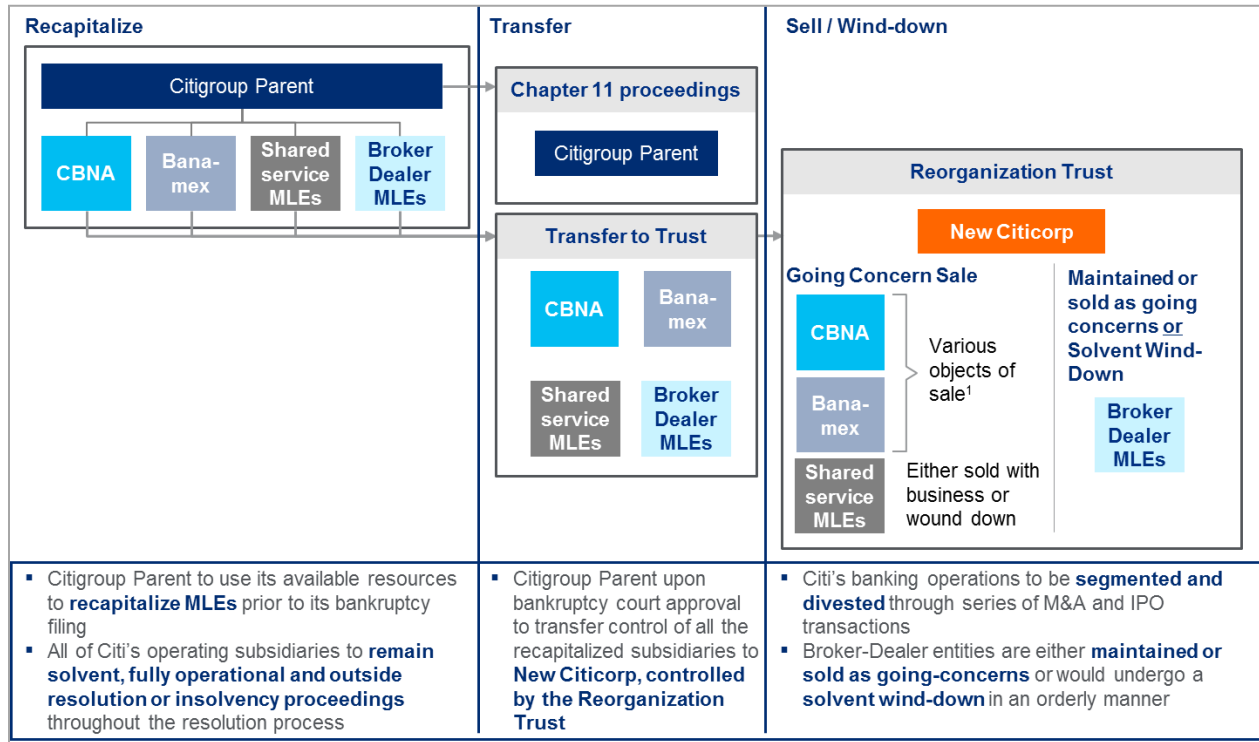 Recapitalize
Citigroup Parent
CBNA
Bana-
mex
Shared
service
MLEs
Broker
Dealer
MLEs
Transfer
Chapter 11 proceedings
Citigroup Parent
Transfer to Trust
CBNA
Bana-
mex
Shared
service
MLEs
Broker
Dealer
MLEs
Sell / Wind-down
Reorganization Trust
New Citicorp
Going Concern Sale
CBNA
Bana-
mex
Various
objects of
sale¹
Shared
service
MLEs
Either sold with
business or
wound down
Maintained or
sold as going
concerns or
Solvent Wind-
Down
Broker
Dealer
MLEs
▪ Citigroup Parent to use its available resources
to recapitalize MLEs prior to its bankruptcy
filing
▪ All of Citi's operating subsidiaries to remain
solvent, fully operational and outside
resolution or insolvency proceedings
throughout the resolution process
▪ Citigroup Parent upon
bankruptcy court approval
to transfer control of all the
recapitalized subsidiaries to
New Citicorp, controlled
by the Reorganization
Trust
▪ Citi's banking operations to be segmented and
divested through series of M&A and IPO
transactions
▪ Broker-Dealer entities are either maintained or
sold as going-concerns or would undergo a
solvent wind-down in an orderly manner